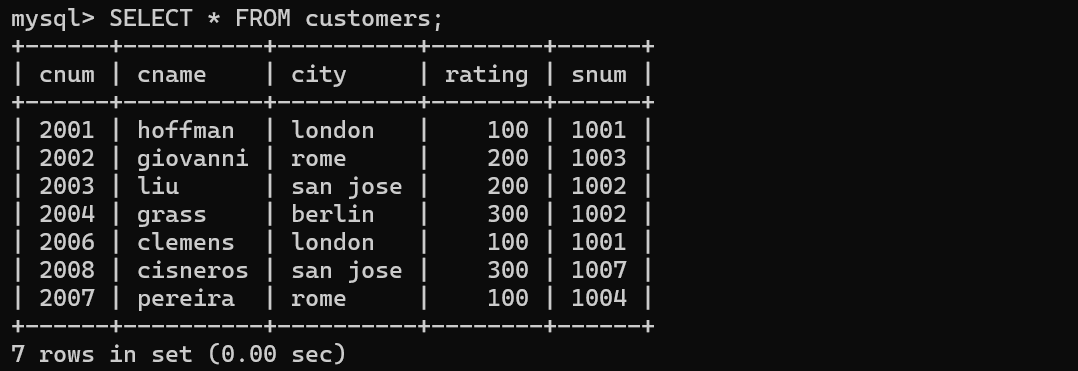 mysql> SELECT * FROM customers;
+------+----------+----------+--------+------+
| cnum | cname    | city     | rating | snum |
+------+----------+----------+--------+------+
| 2001 | hoffman  | london   |    100 | 1001 |
| 2002 | giovanni | rome     |    200 | 1003 |
| 2003 | liu      | san jose |    200 | 1002 |
| 2004 | grass    | berlin   |    300 | 1002 |
| 2006 | clemens  | london   |    100 | 1001 |
| 2008 | cisneros | san jose |    300 | 1007 |
| 2007 | pereira  | rome     |    100 | 1004 |
+------+----------+----------+--------+------+
7 rows in set (0.00 sec)